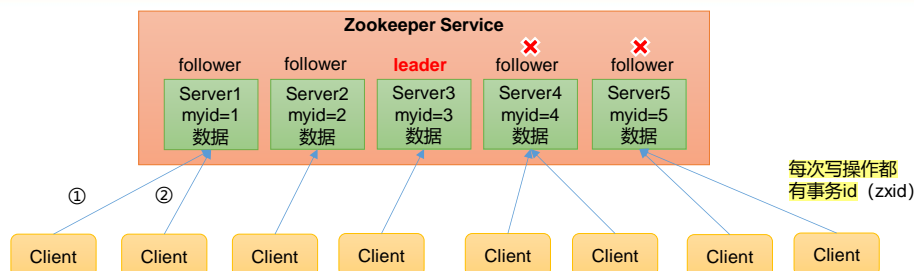 Zookeeper Service
follower
follower
leader
follower
follower
Server1
myid=1
数据
Server2
myid=2
数据
Server3
myid=3
数据
Server4
myid=4
数据
Server5
myid=5
数据
每次写操作都
有事务id（zxid）
①
②
Client
Client
Client
Client
Client
Client
Client
Client